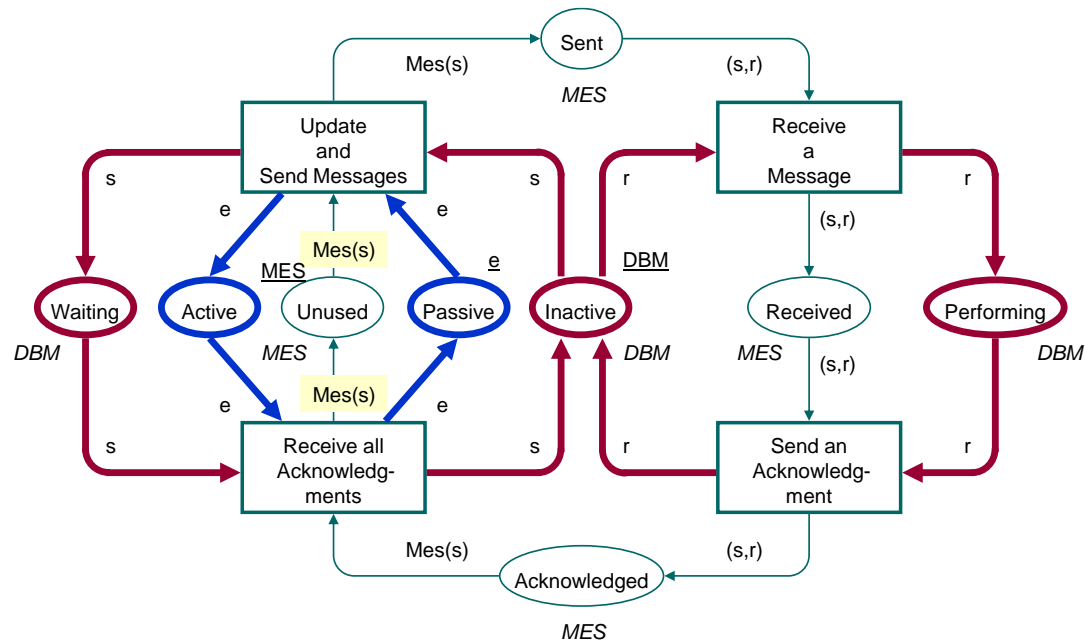 Sent
Mes(s)
(s,r)
MES
Update
and
Send Messages
Receive
a
Message
s
s
r
r
e
e
Mes(s)
(s,r)
MES
e
DBM
Waiting
Active
Unused
Passive
Inactive
Received
Performing
DBM
MES
DBM
MES
DBM
(s,r)
Mes(s)
e
e
s
s
r
r
Receive all
Acknowledg-
ments
Send an
Acknowledg-
ment
Mes(s)
(s,r)
Acknowledged
MES